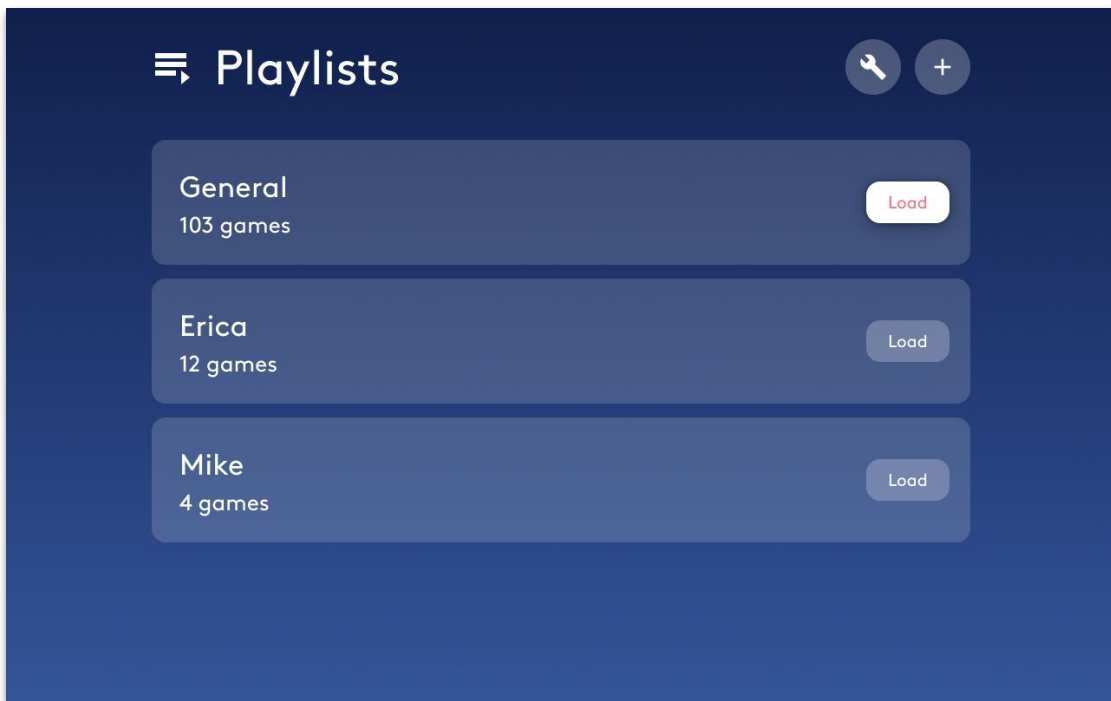 Playlists
General
103 games
Load
Erica
12 games
Load
Mike
4 games
Load